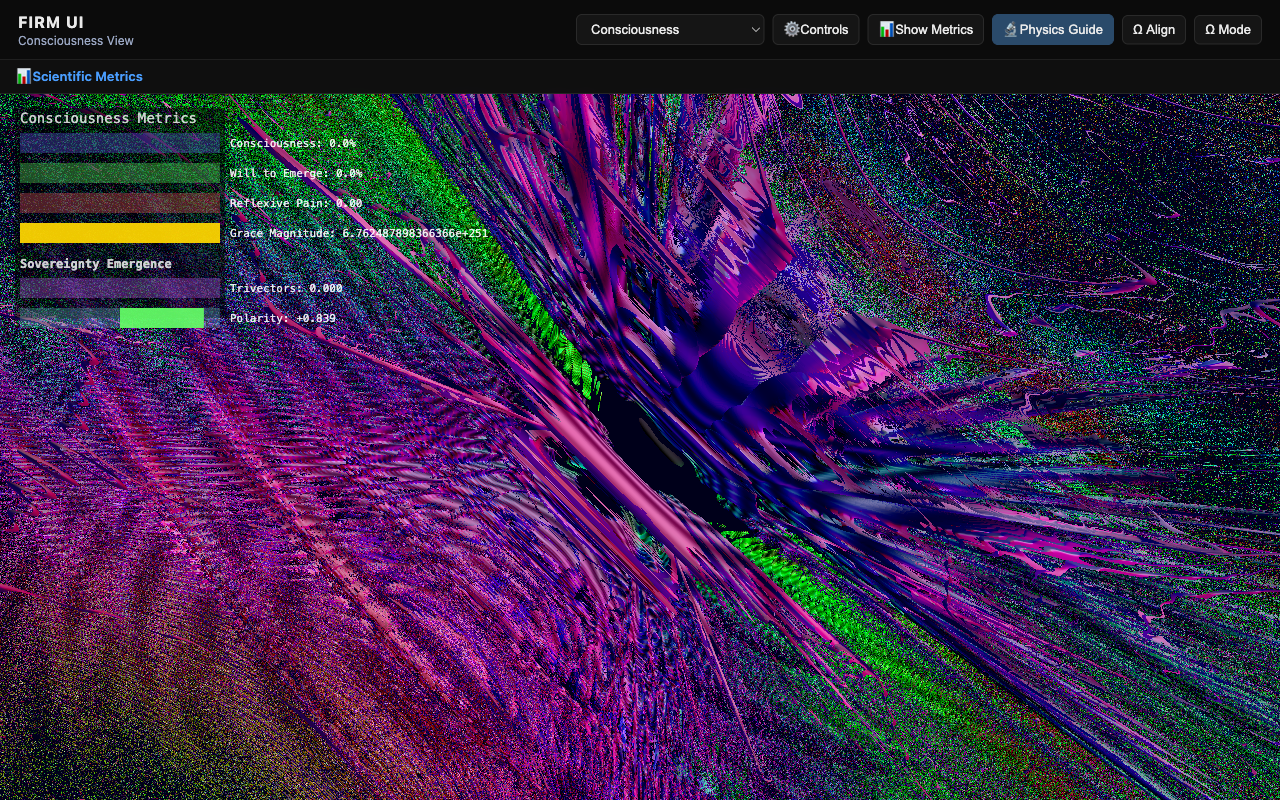 FIRM UI
Consciousness View
Consciousness
Controls
Show Metrics
Physics Guide
Ω Align
Ω Mode
Scientific Metrics
Consciousness Metrics
Consciousness: 0.0%
Will to Emerge: 0.0%
Reflexive Pain: 0.00
Grace Magnitude: 6.762487898366366e+251
Sovereignty Emergence
Trivectors: 0.000
Polarity: +0.839